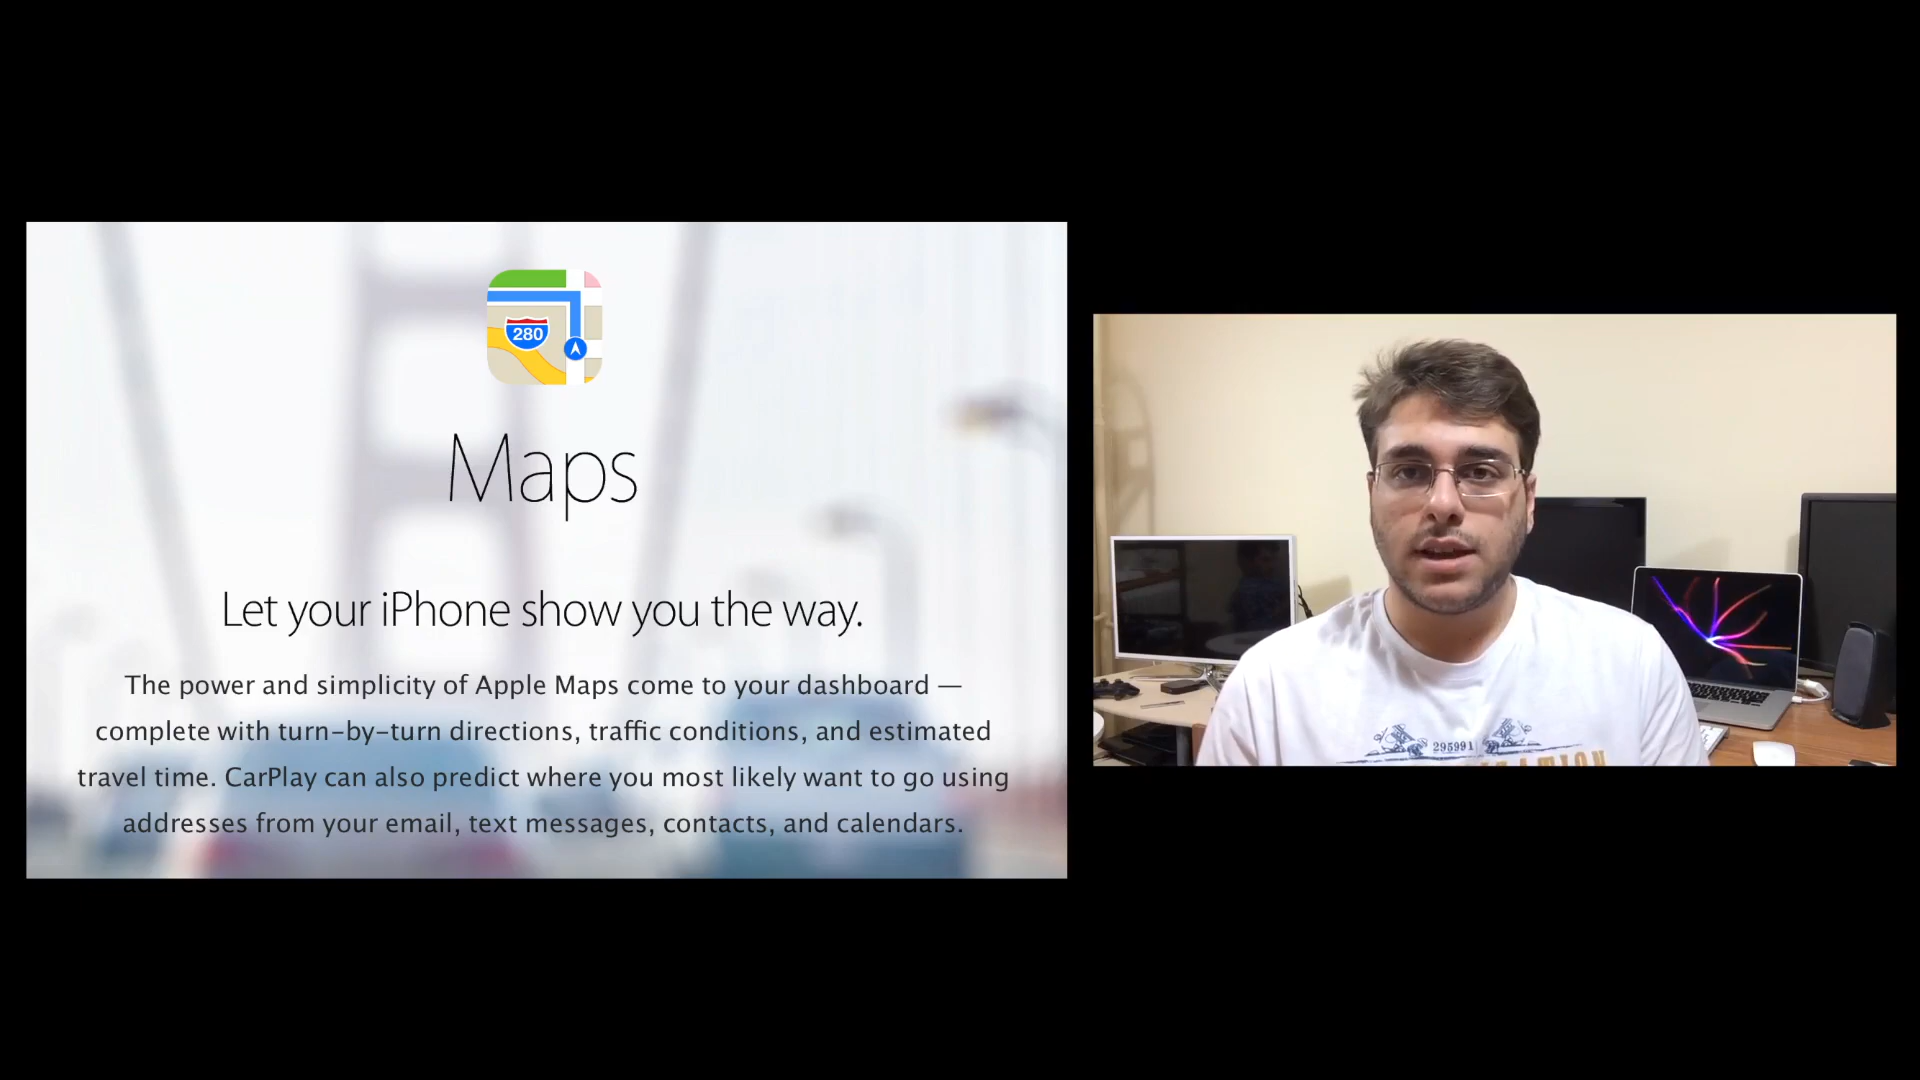 280
Maps
Let your iPhone show you the way.
The power and simplicity of Apple Maps come to your dashboard —
complete with turn-by-turn directions, traffic conditions, and estimated
travel time. CarPlay can also predict where you most likely want to go using
addresses from your email, text messages, contacts, and calendars.
295991